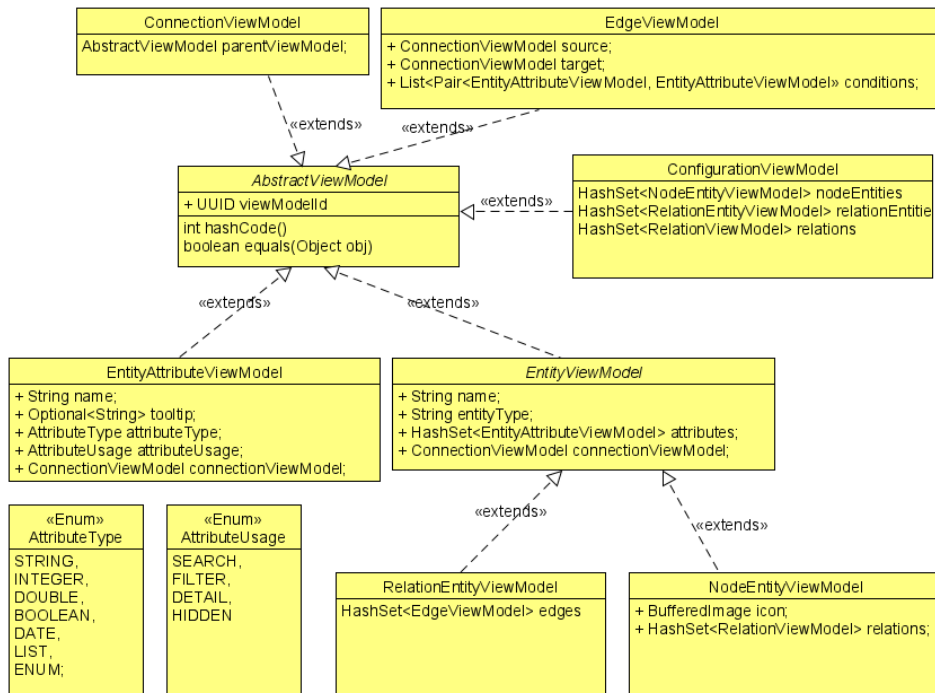 ConnectionViewModel
AbstractViewModel parentViewModel;
EdgeViewModel
+ ConnectionViewModel source;
+ ConnectionViewModel target;
+ List<Pair<EntityAttributeViewModel, EntityAttributeViewModel» conditions;
«extends»
«extends»
AbstractViewModel
+ UUID viewModelId
int hashCode()
boolean equals(Object obj)
«extends»
ConfigurationViewModel
HashSet<NodeEntityViewModel> nodeEntities
HashSet<RelationEntityViewModel> relationEntitie
HashSet<RelationViewModel> relations
«extends»
«extends»
EntityAttributeViewModel
+ String name;
+ Optional<String> tooltip;
+ AttributeType attributeType;
+ AttributeUsage attributeUsage;
+ ConnectionViewModel connectionViewModel;
EntityViewModel
+ String name;
+ String entityType;
+ HashSet<EntityAttributeViewModel> attributes;
+ ConnectionViewModel connectionViewModel;
«Enum»
AttributeType
STRING,
INTEGER,
DOUBLE,
BOOLEAN,
DATE,
LIST,
ENUM;
«Enum»
AttributeUsage
SEARCH,
FILTER,
DETAIL,
HIDDEN
«extends»
«extends»
RelationEntityViewModel
HashSet<EdgeViewModel> edges
NodeEntityViewModel
+ BufferedImage icon;
+ HashSet<RelationViewModel> relations;